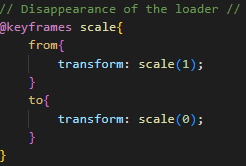 // Disappearance of the loader //
@keyframes scale{
from{
transform: scale(1);
}
to{
transform: scale(0);
}
}